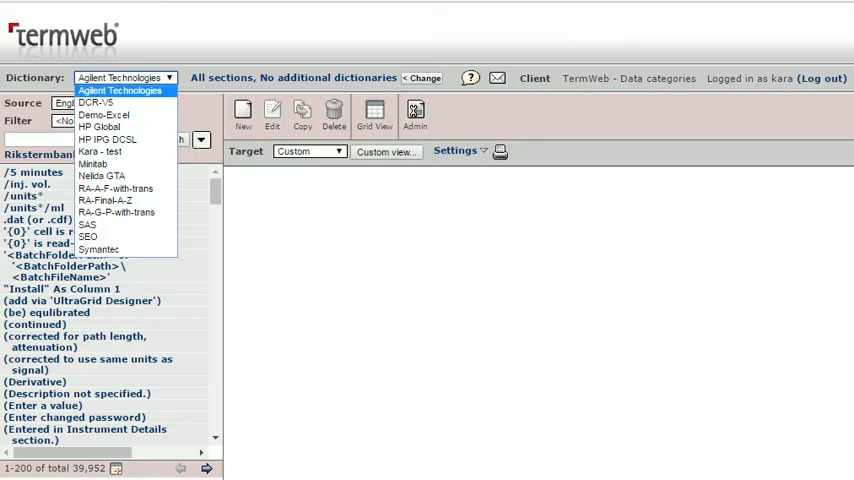 termweb
Dictionary: Agilent Technologies All sections, No additional dictionaries < Change ? Client TermWeb - Data categories Logged in as kara (Log out)
Agilent Technologies
DCR-V5
Demo-Excel
HP Global
HP IPG DCSL
Kara - test
Minitab
Nelida GTA
RA-A-F-with-trans
RA-Final-A-Z
RA-G-P-with-trans
SAS
SEO
Symantec
Source Engl
Filter <No
h
Rikstermban
New Edit Copy Delete Grid View Admin
Target Custom Custom view... Settings
/5 minutes
/inj. vol.
/units*
/units*/ml
.dat (or .cdf)
'{0}' cell is r
'{0}' is read-
'<BatchFolderPath>\
'<BatchFolderPath>\
<BatchFileName>'
"Install" As Column 1
(add via 'UltraGrid Designer')
(be) equlibrated
(continued)
(corrected for path length,
attenuation)
(corrected to use same units as
signal)
(Derivative)
(Description not specified.)
(Enter a value)
(Enter changed password)
(Entered in Instrument Details
section.)
1-200 of total 39,952